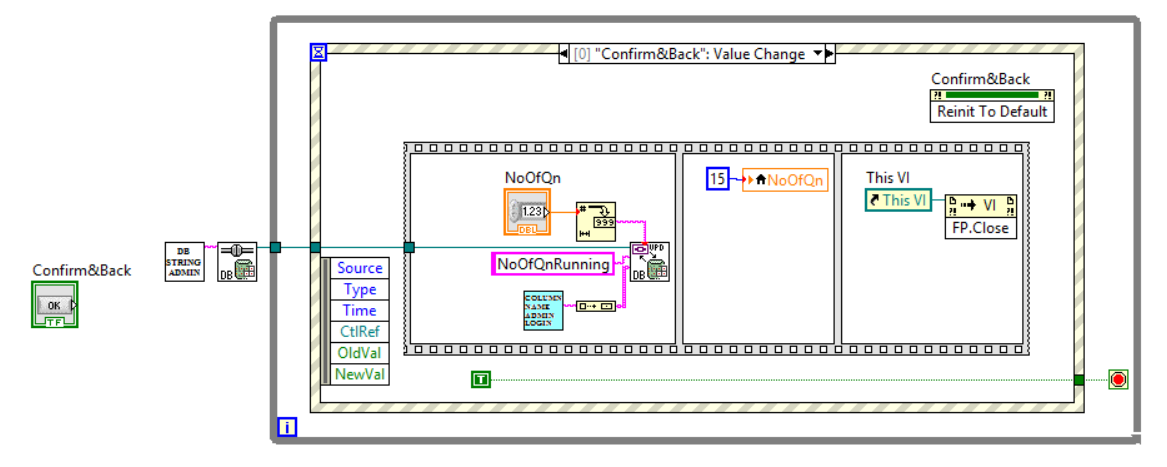 [0] "Confirm&Back": Value Change
Confirm&Back
Reinit To Default
NoOfQn
1.23
DBL
#
999
UPD
DB
NoOfQnRunning
COLUMN
NAME
ADMIN
LOGIN
15
NoOfQn
This VI
This VI
VI
FP.Close
DB
STRING
ADMIN
DB
Confirm&Back
OK
TF
Source
Type
Time
CtlRef
OldVal
NewVal
T
i